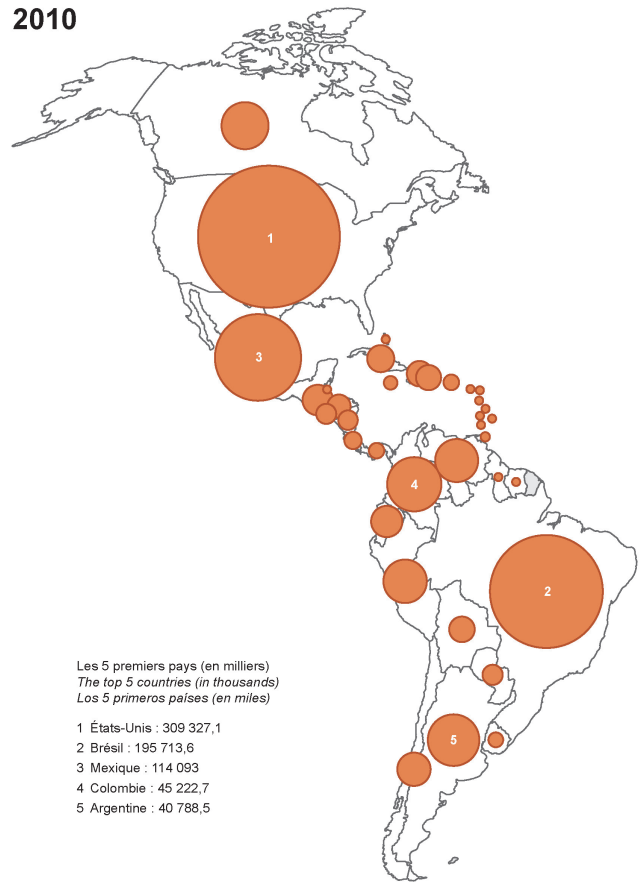 2010
1
3
4
2
5
Les 5 premiers pays (en milliers)
The top 5 countries (in thousands)
Los 5 primeros países (en miles)
1 États-Unis : 309 327,1
2 Brésil : 195 713,6
3 Mexique : 114 093
4 Colombie : 45 222,7
5 Argentine : 40 788,5